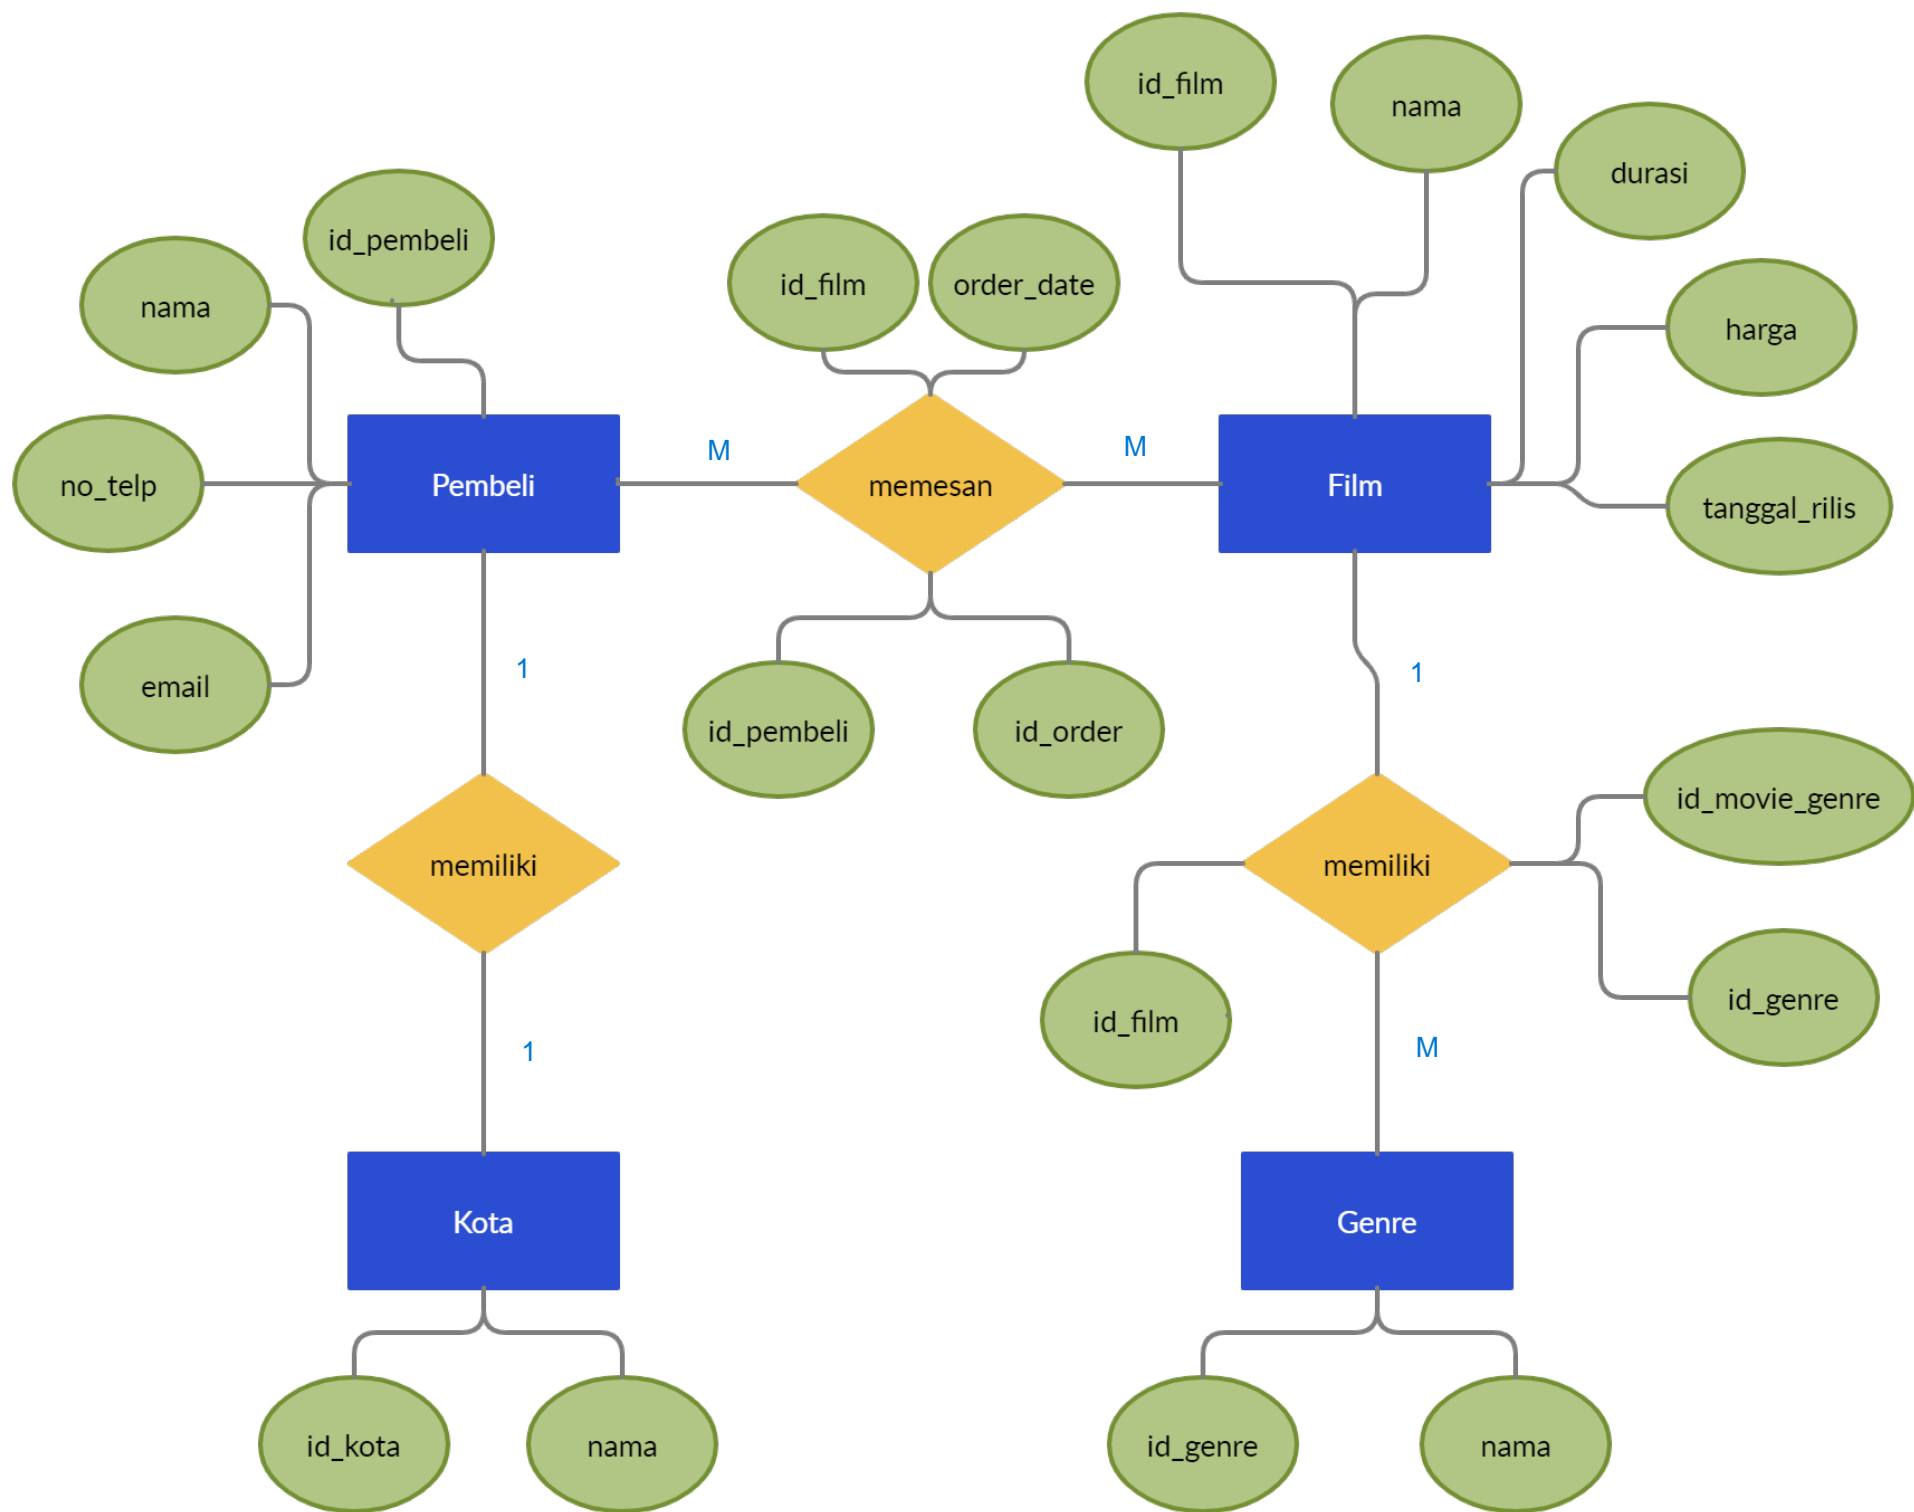 id_film
nama
durasi
id_pembeli
nama
id_film
order_date
harga
M
M
no_telp
Pembeli
memesan
Film
tanggal_rilis
1
1
email
id_pembeli
id_order
id_movie_genre
memiliki
memiliki
id_film
id_genre
1
M
Kota
Genre
id_kota
nama
id_genre
nama